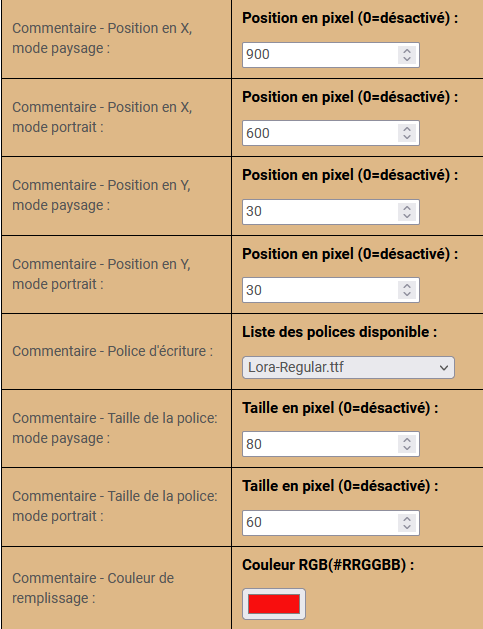 Commentaire - Position en X,
mode paysage :
Position en pixel (0=désactivé) :
900
Commentaire - Position en X,
mode portrait :
Position en pixel (0=désactivé) :
600
Commentaire - Position en Y,
mode paysage :
Position en pixel (0=désactivé) :
30
Commentaire - Position en Y,
mode portrait :
Position en pixel (0=désactivé) :
30
Commentaire - Police d'écriture :
Liste des polices disponible :
Lora-Regular.ttf
Commentaire - Taille de la police:
mode paysage :
Taille en pixel (0=désactivé) :
80
Commentaire - Taille de la police:
mode portrait :
Taille en pixel (0=désactivé) :
60
Commentaire - Couleur de
remplissage :
Couleur RGB(#RRGGBB) :